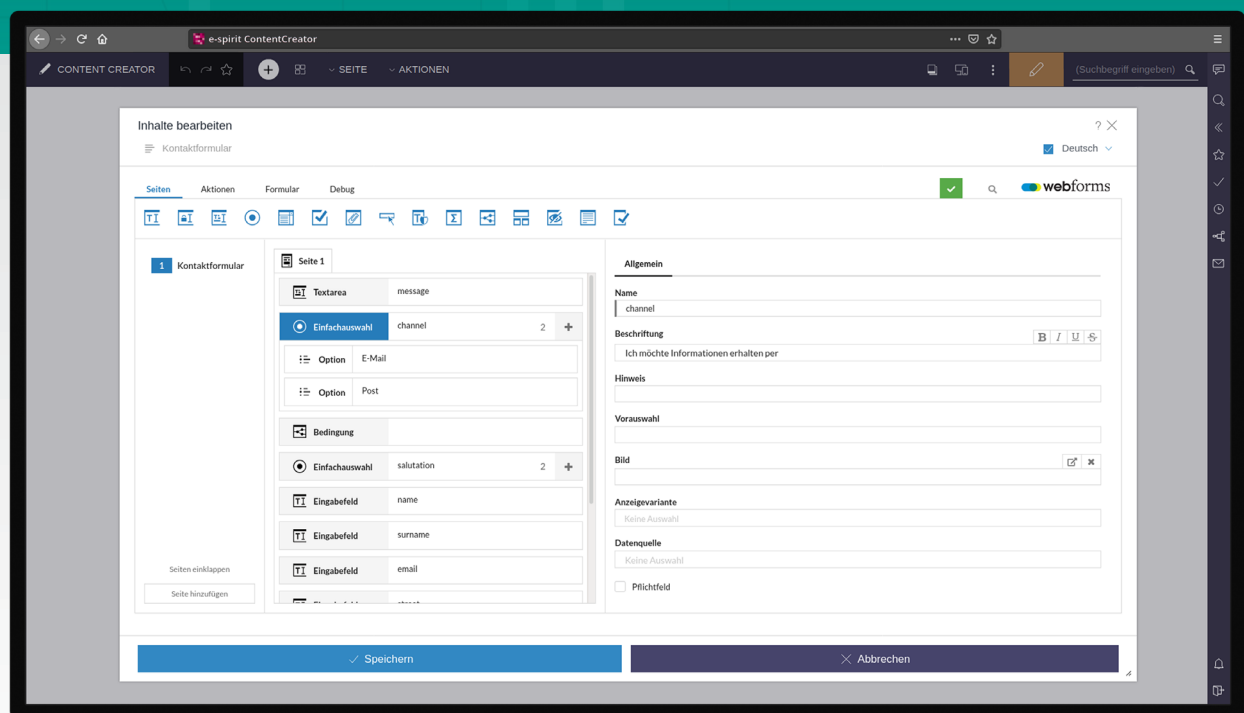 e-spirit ContentCreator
CONTENT CREATOR
SEITE
AKTIONEN
(Suchbegriff eingeben)
Inhalte bearbeiten
?
Kontaktformular
Deutsch
Seiten
Aktionen
Formular
Debug
webforms
1 Kontaktformular
Seite 1
Textarea message
Einfachauswahl channel 2
Option E-Mail
Option Post
Bedingung
Einfachauswahl salutation 2
Eingabefeld name
Eingabefeld surname
Eingabefeld email
Seiten einklappen
Seite hinzufügen
Allgemein
Name
channel
Beschriftung
B I U S
Ich möchte Informationen erhalten per
Hinweis
Vorauswahl
Bild
Anzeigevariante
Keine Auswahl
Datenquelle
Keine Auswahl
Pflichtfeld
Speichern
Abbrechen